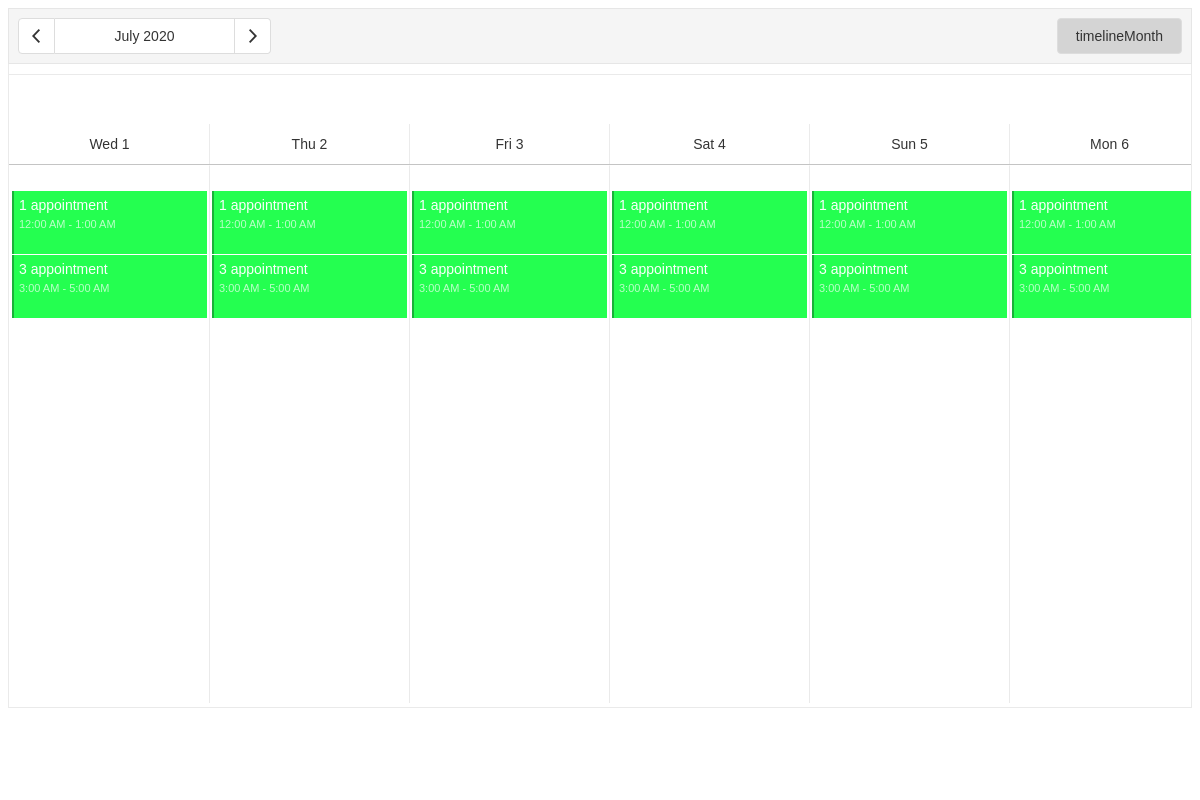 July 2020
timelineMonth
Wed 1 Thu 2 Fri 3 Sat 4 Sun 5 Mon 6
1 appointment 1 appointment 1 appointment 1 appointment 1 appointment 1 appointment
12:00 AM - 1:00 AM 12:00 AM - 1:00 AM 12:00 AM - 1:00 AM 12:00 AM - 1:00 AM 12:00 AM - 1:00 AM 12:00 AM - 1:00 AM
3 appointment 3 appointment 3 appointment 3 appointment 3 appointment 3 appointment
3:00 AM - 5:00 AM 3:00 AM - 5:00 AM 3:00 AM - 5:00 AM 3:00 AM - 5:00 AM 3:00 AM - 5:00 AM 3:00 AM - 5:00 AM